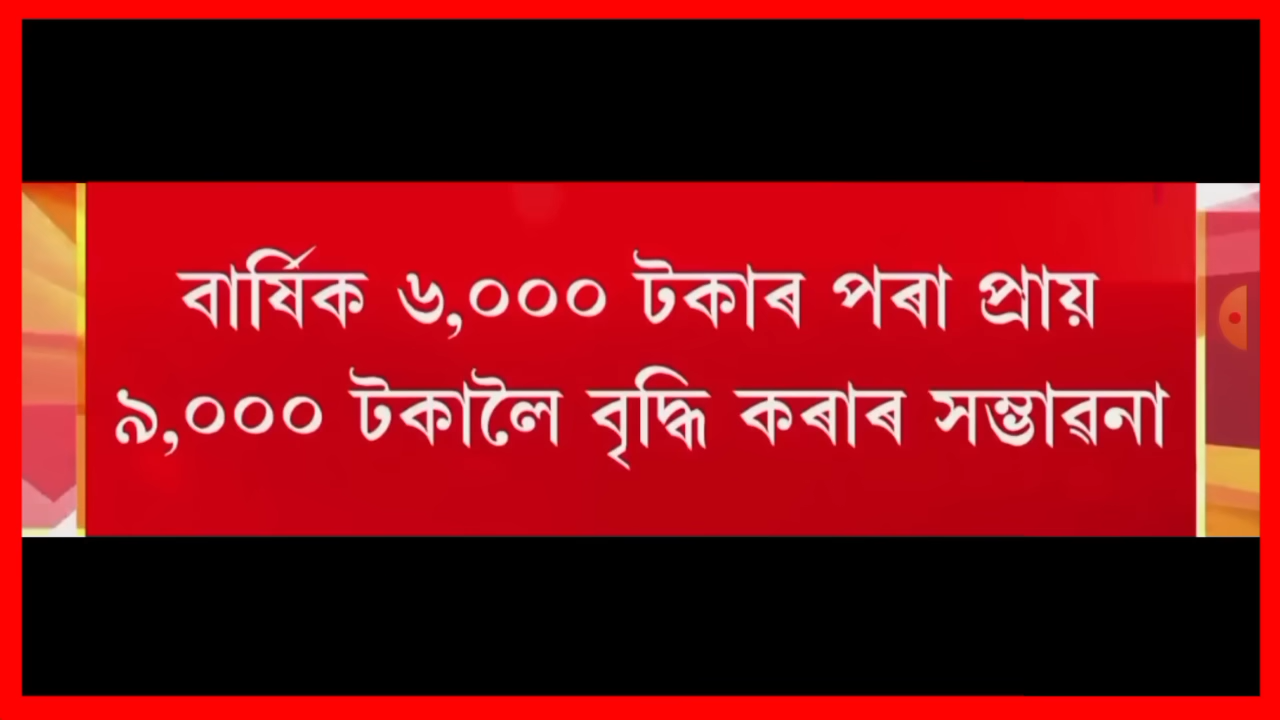 বাৰ্ষিক ৬,০০০ টকাৰ পৰা প্ৰায়
৯,০০০ টকালৈ বৃদ্ধি কৰাৰ সম্ভাৱনা